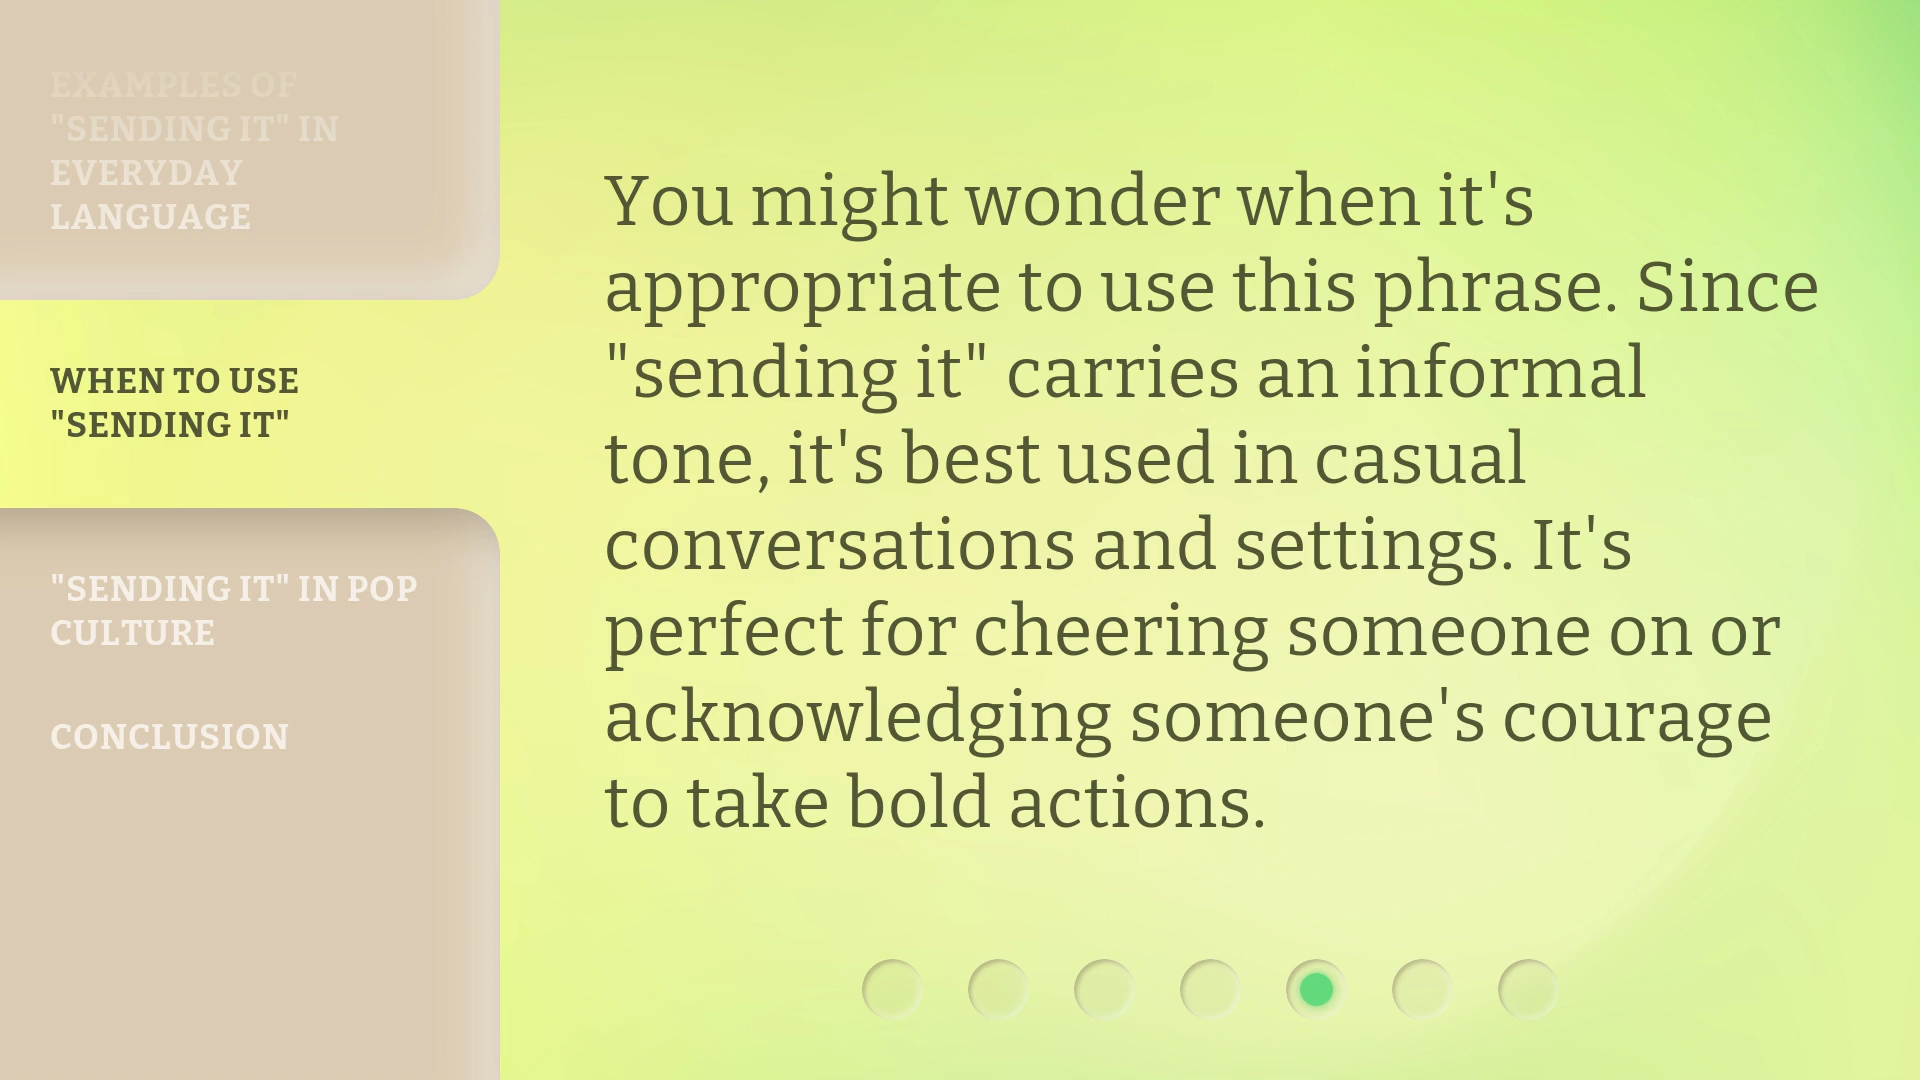 EXAMPLES OF
"SENDING IT" IN
EVERYDAY
LANGUAGE
WHEN TO USE
"SENDING IT"
"SENDING IT" IN POP
CULTURE
CONCLUSION
You might wonder when it's
appropriate to use this phrase. Since
"sending it" carries an informal
tone, it's best used in casual
conversations and settings. It's
perfect for cheering someone on or
acknowledging someone's courage
to take bold actions.